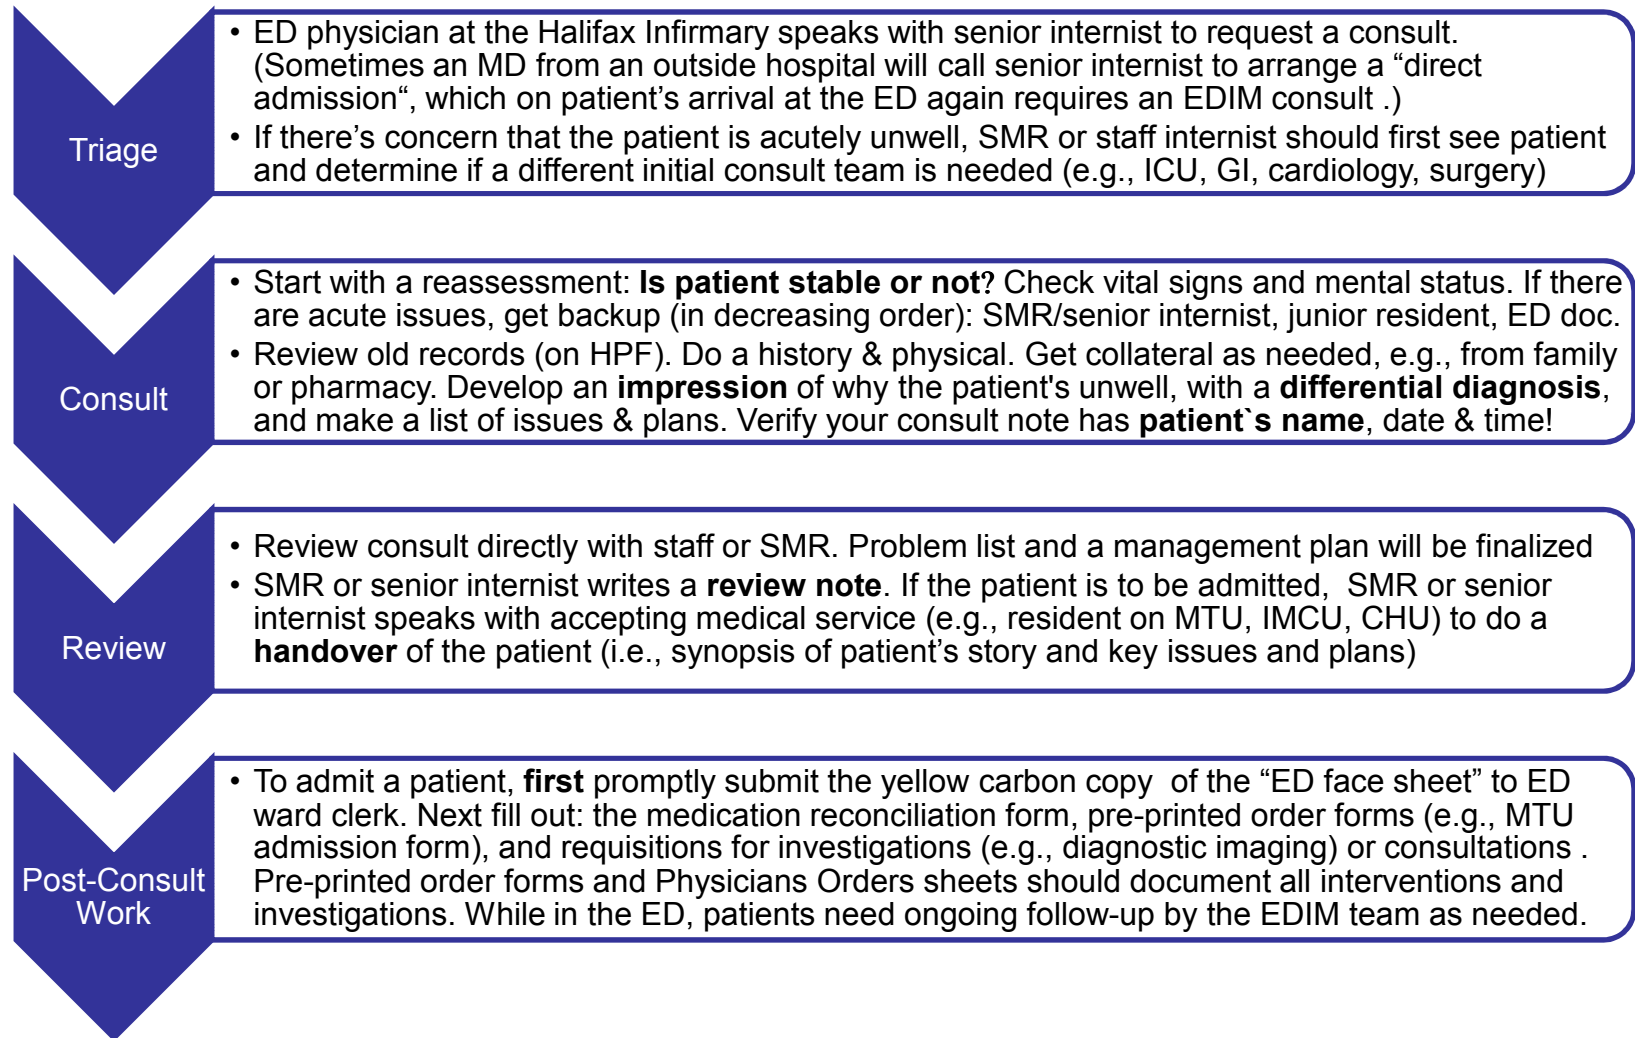 Triage
• ED physician at the Halifax Infirmary speaks with senior internist to request a consult.
(Sometimes an MD from an outside hospital will call senior internist to arrange a “direct
admission“, which on patient’s arrival at the ED again requires an EDIM consult .)
• If there’s concern that the patient is acutely unwell, SMR or staff internist should first see patient
and determine if a different initial consult team is needed (e.g., ICU, GI, cardiology, surgery)
Consult
• Start with a reassessment: Is patient stable or not? Check vital signs and mental status. If there
are acute issues, get backup (in decreasing order): SMR/senior internist, junior resident, ED doc.
• Review old records (on HPF). Do a history & physical. Get collateral as needed, e.g., from family
or pharmacy. Develop an impression of why the patient's unwell, with a differential diagnosis,
and make a list of issues & plans. Verify your consult note has patient`s name, date & time!
Review
• Review consult directly with staff or SMR. Problem list and a management plan will be finalized
• SMR or senior internist writes a review note. If the patient is to be admitted,  SMR or senior
internist speaks with accepting medical service (e.g., resident on MTU, IMCU, CHU) to do a
handover of the patient (i.e., synopsis of patient’s story and key issues and plans)
Post-Consult
Work
• To admit a patient, first promptly submit the yellow carbon copy  of the “ED face sheet” to ED
ward clerk. Next fill out: the medication reconciliation form, pre-printed order forms (e.g., MTU
admission form), and requisitions for investigations (e.g., diagnostic imaging) or consultations .
Pre-printed order forms and Physicians Orders sheets should document all interventions and
investigations. While in the ED, patients need ongoing follow-up by the EDIM team as needed.